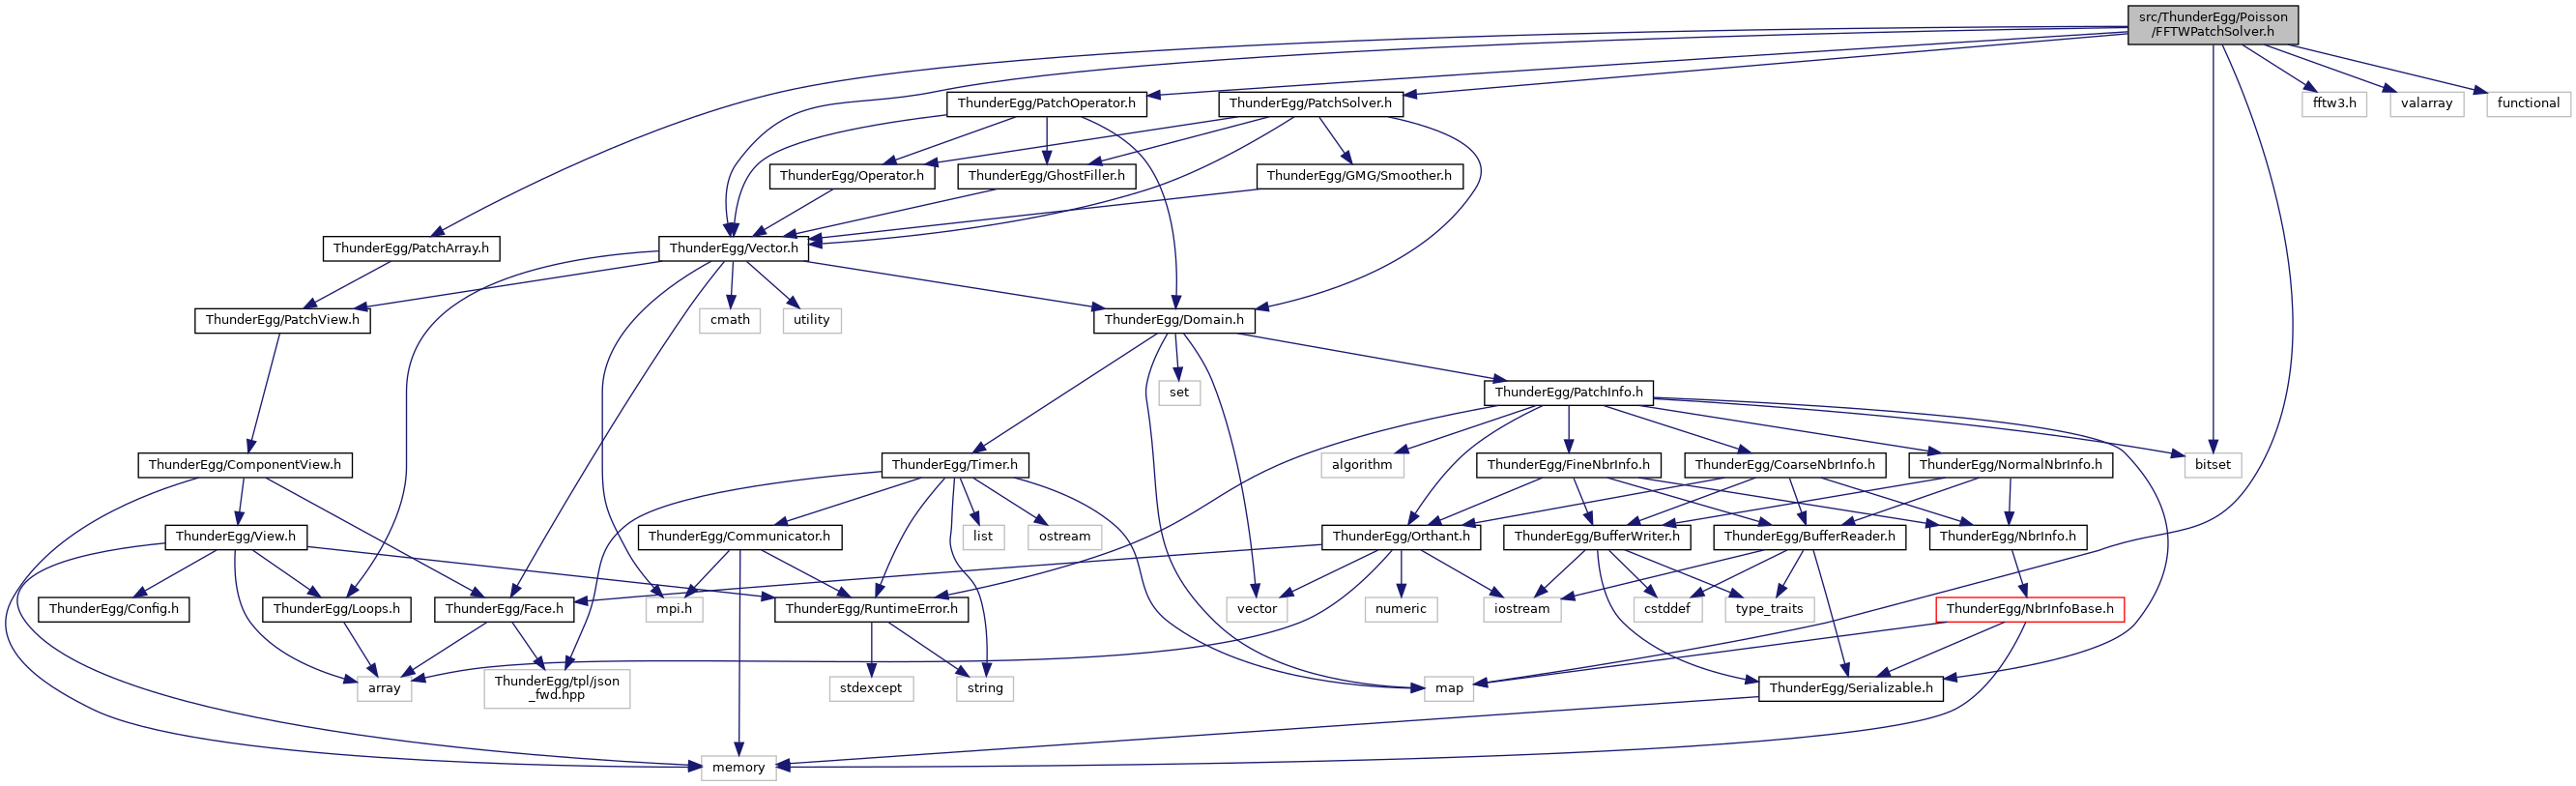 src/ThunderEgg/Poisson
/FFTWPatchSolver.h
ThunderEgg/PatchOperator.h
ThunderEgg/PatchSolver.h
fftw3.h
valarray
functional
ThunderEgg/Operator.h
ThunderEgg/GhostFiller.h
ThunderEgg/GMG/Smoother.h
ThunderEgg/PatchArray.h
ThunderEgg/Vector.h
ThunderEgg/PatchView.h
cmath
utility
ThunderEgg/Domain.h
set
ThunderEgg/PatchInfo.h
ThunderEgg/ComponentView.h
ThunderEgg/Timer.h
algorithm
ThunderEgg/FineNbrInfo.h
ThunderEgg/CoarseNbrInfo.h
ThunderEgg/NormalNbrInfo.h
bitset
ThunderEgg/View.h
ThunderEgg/Communicator.h
list
ostream
ThunderEgg/Orthant.h
ThunderEgg/BufferWriter.h
ThunderEgg/BufferReader.h
ThunderEgg/NbrInfo.h
ThunderEgg/Config.h
ThunderEgg/Loops.h
ThunderEgg/Face.h
mpi.h
ThunderEgg/RuntimeError.h
vector
numeric
iostream
cstddef
type_traits
ThunderEgg/NbrInfoBase.h
array
ThunderEgg/tpl/json
_fwd.hpp
stdexcept
string
map
ThunderEgg/Serializable.h
memory